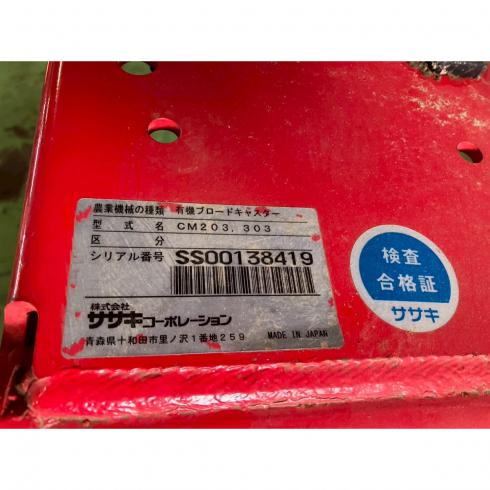 農業機械の種類 有機ブロードキャスター
型式名 CM203, 303
区分
シリアル番号 SS00138419
株式会社
ササキコーポレーション
青森県十和田市里ノ沢1番地259 MADE IN JAPAN
検査
合格証
ササキ